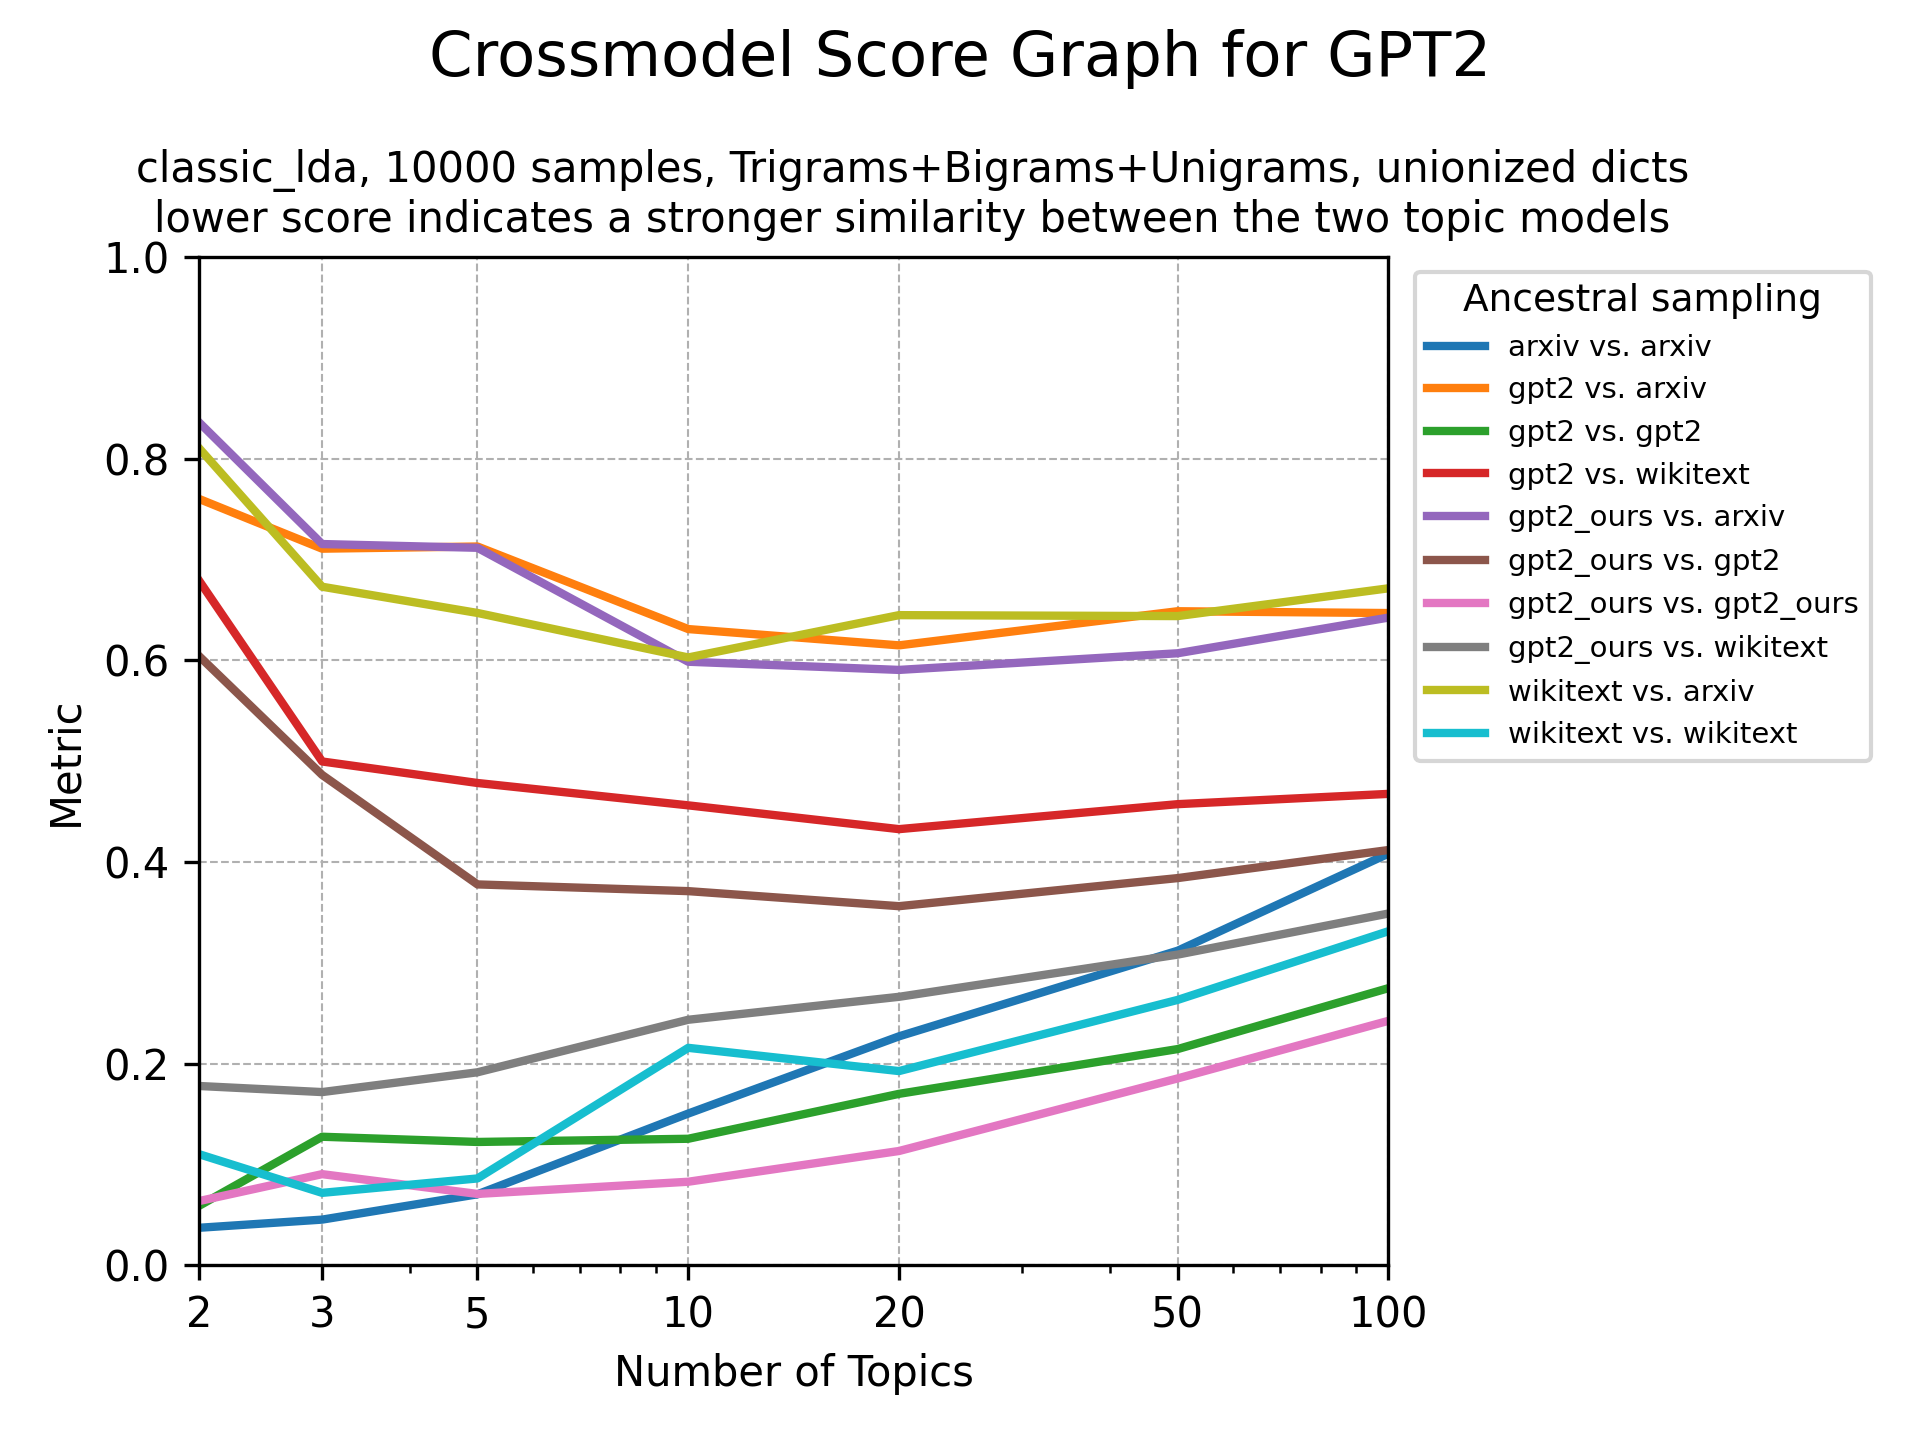 Crossmodel Score Graph for GPT2
classic_lda, 10000 samples, Trigrams+Bigrams+Unigrams, unionized dicts
lower score indicates a stronger similarity between the two topic models
1.0
0.8
0.6
0.4
0.2
0.0
Metric
2 3 5 10 20 50 100
Number of Topics
Ancestral sampling
arxiv vs. arxiv
gpt2 vs. arxiv
gpt2 vs. gpt2
gpt2 vs. wikitext
gpt2_ours vs. arxiv
gpt2_ours vs. gpt2
gpt2_ours vs. gpt2_ours
gpt2_ours vs. wikitext
wikitext vs. arxiv
wikitext vs. wikitext